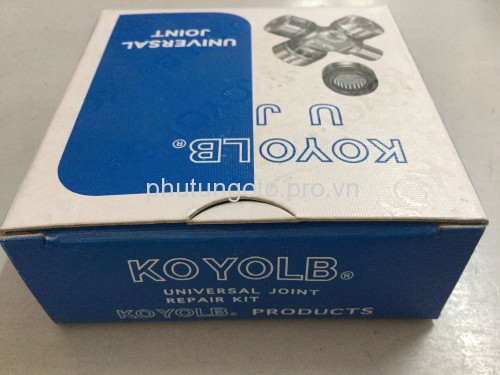 UNIVERSAL
JOINT
U J
KOYOLB®
phutungoto.pro.vn
KOYOLB®
UNIVERSAL JOINT
REPAIR KIT
KOYOLB® PRODUCTS